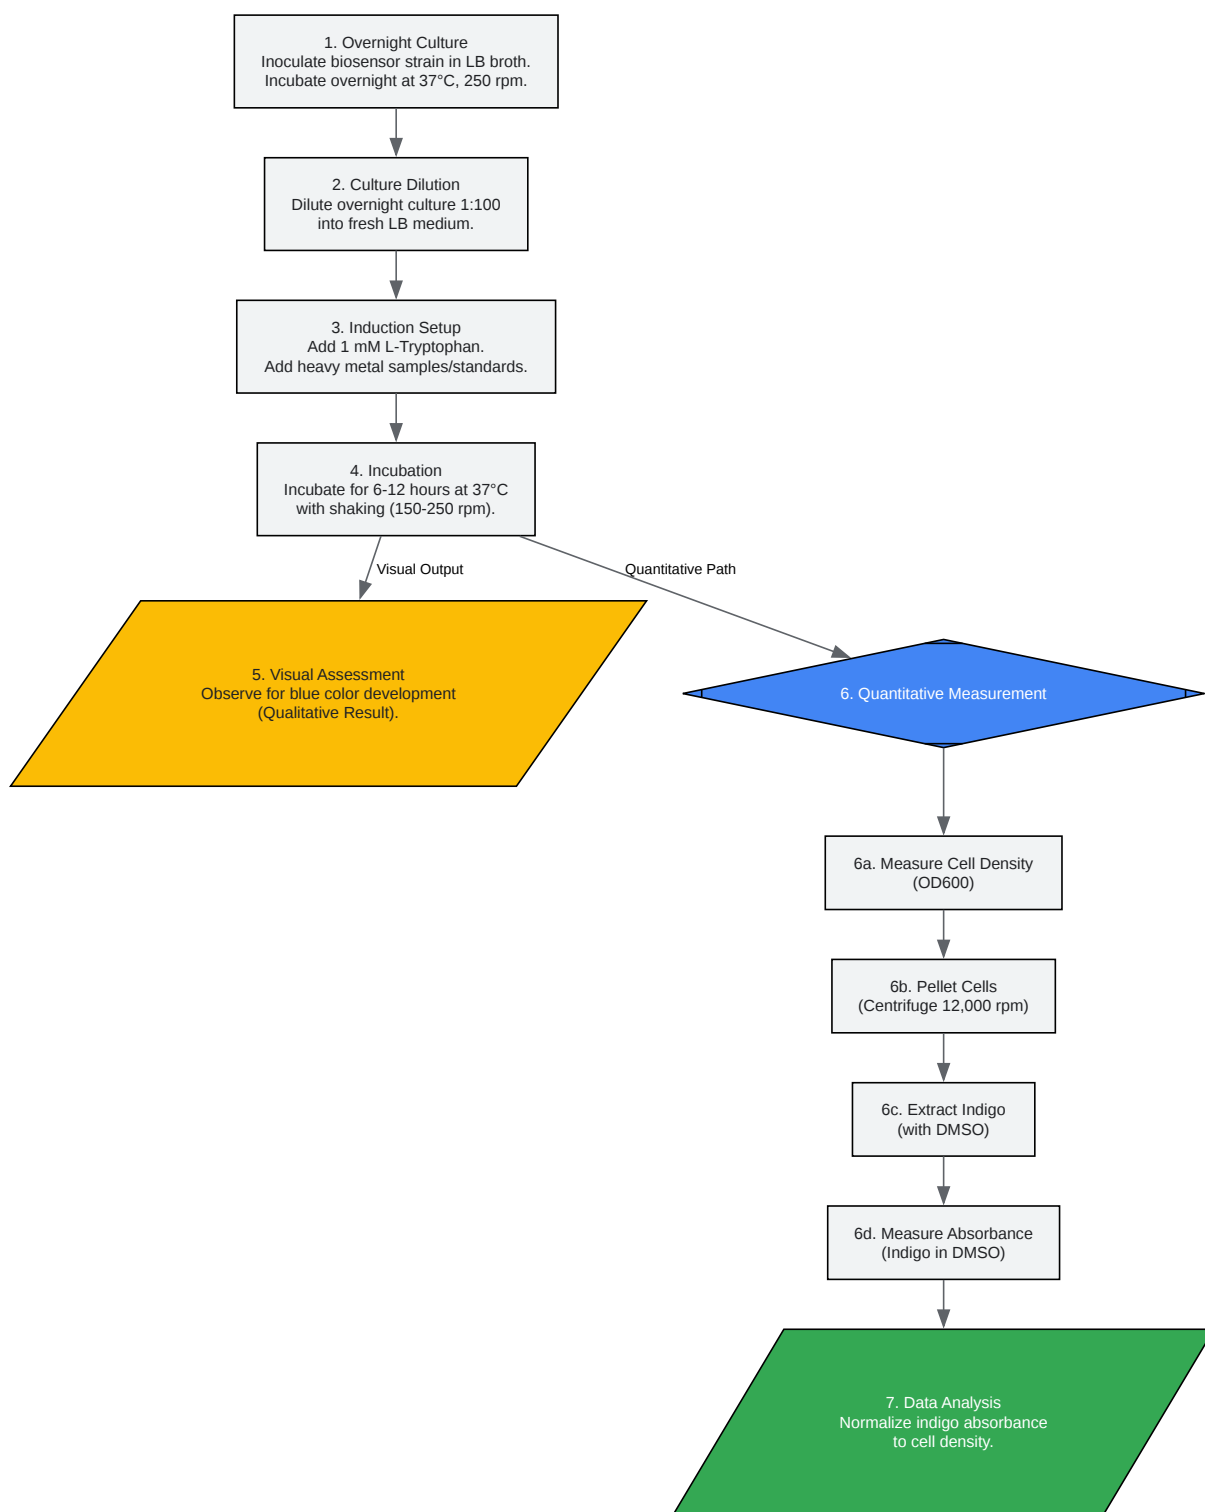 1. Overnight Culture
Inoculate biosensor strain in LB broth.
Incubate overnight at 37°C, 250 rpm.
2. Culture Dilution
Dilute overnight culture 1:100
into fresh LB medium.
3. Induction Setup
Add 1 mM L-Tryptophan.
Add heavy metal samples/standards.
4. Incubation
Incubate for 6-12 hours at 37°C
with shaking (150-250 rpm).
Visual Output
Quantitative Path
5. Visual Assessment
Observe for blue color development
(Qualitative Result).
6. Quantitative Measurement
6a. Measure Cell Density
(OD600)
6b. Pellet Cells
(Centrifuge 12,000 rpm)
6c. Extract Indigo
(with DMSO)
6d. Measure Absorbance
(Indigo in DMSO)
7. Data Analysis
Normalize indigo absorbance
to cell density.